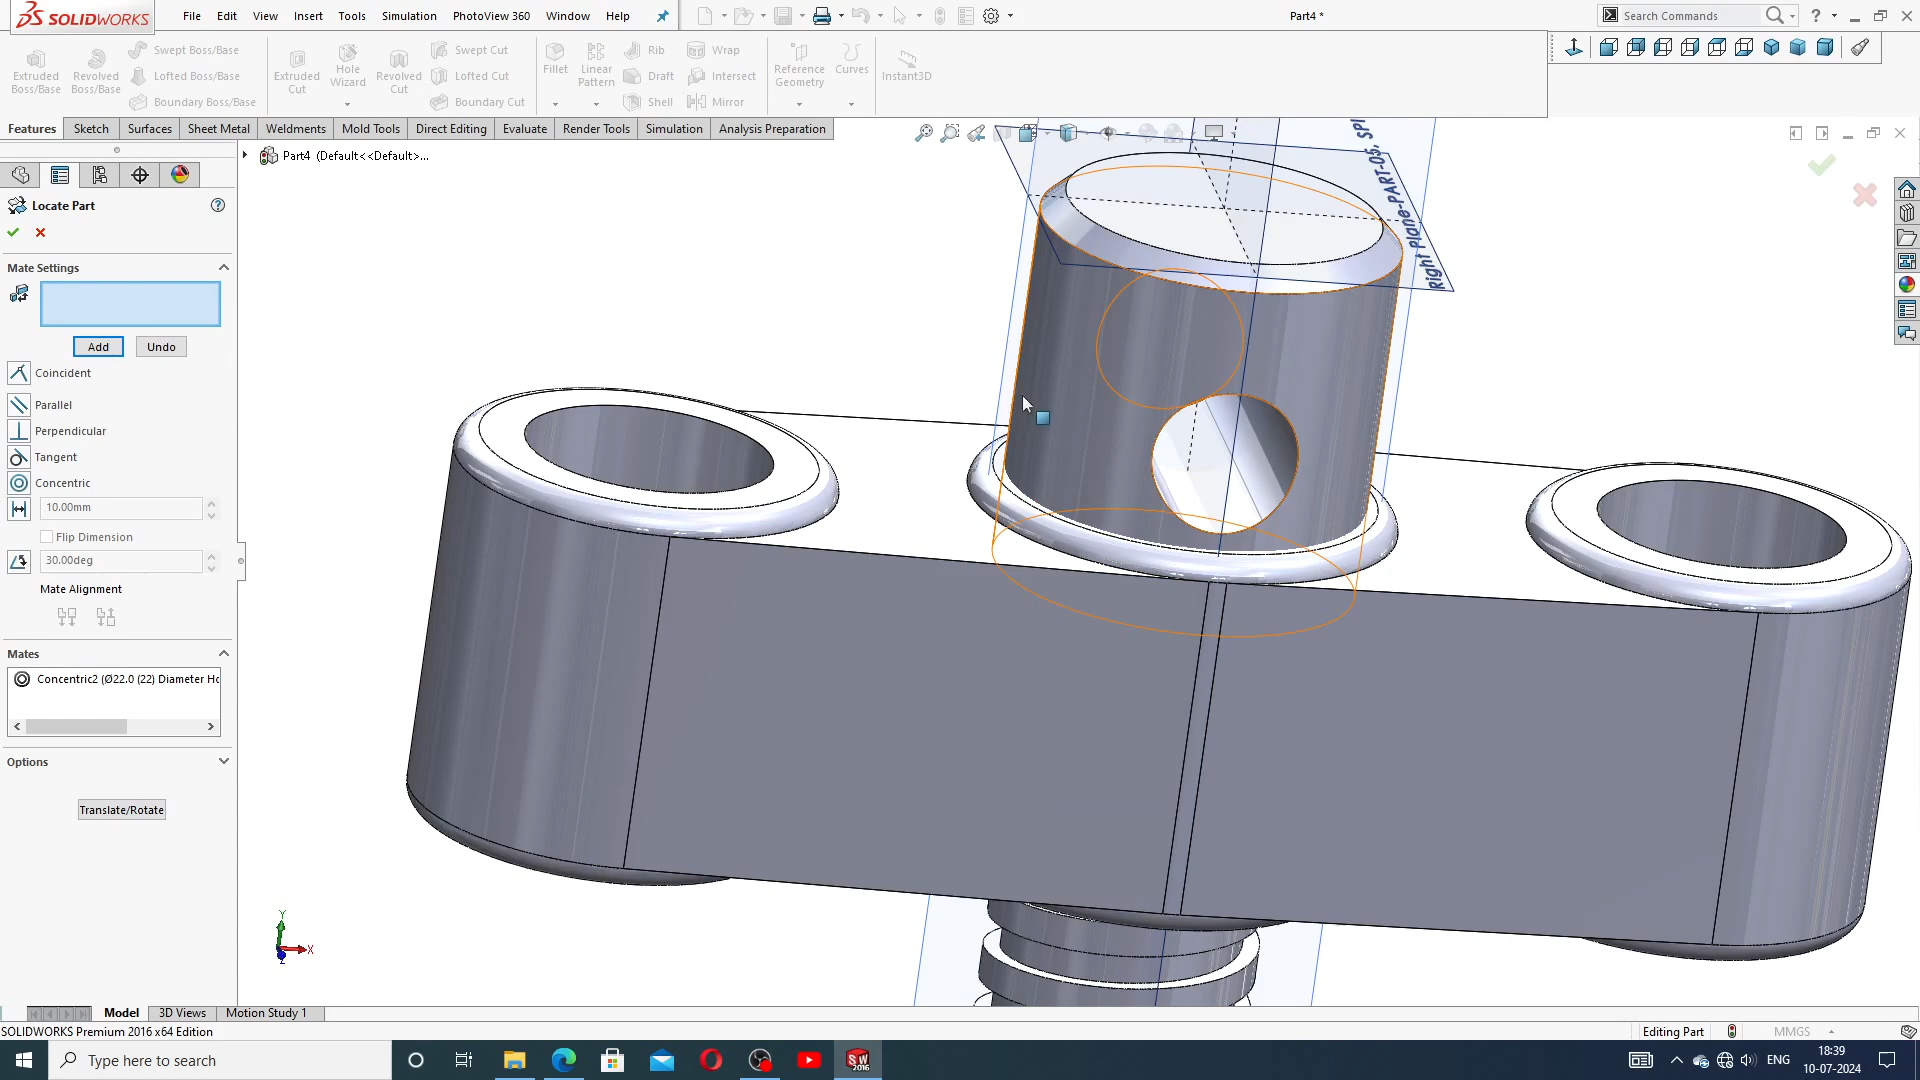 SOLIDWORKS
File Edit View Insert Tools Simulation PhotoView 360 Window Help
Part4 *
Search Commands
Extruded Boss/Base
Revolved Boss/Base
Swept Boss/Base
Lofted Boss/Base
Boundary Boss/Base
Extruded Cut
Hole Wizard
Revolved Cut
Swept Cut
Lofted Cut
Boundary Cut
Fillet
Linear Pattern
Rib
Draft
Shell
Wrap
Intersect
Mirror
Reference Geometry
Curves
Instant3D
Features Sketch Surfaces Sheet Metal Weldments Mold Tools Direct Editing Evaluate Render Tools Simulation Analysis Preparation
Part4 (Default<<Default>...
Right Plane-PART-05, SPI
Locate Part
Mate Settings
Add Undo
Coincident
Parallel
Perpendicular
Tangent
Concentric
10.00mm
Flip Dimension
30.00deg
Mate Alignment
Mates
Concentric2 (Ø22.0 (22) Diameter Ho
Options
Translate/Rotate
Y
X
Z
Model 3D Views Motion Study 1
SOLIDWORKS Premium 2016 x64 Edition
Editing Part
MMGS
Type here to search
SW
2016
ENG
18:39
10-07-2024